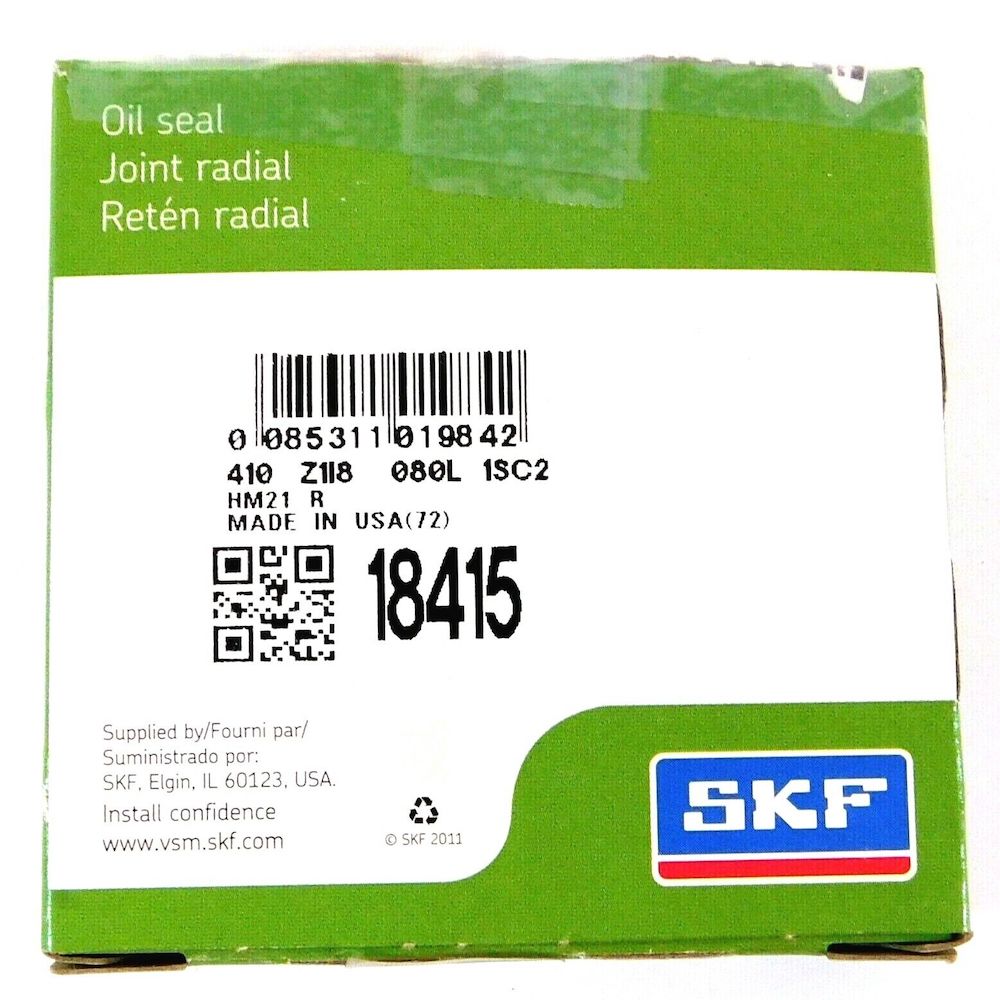 Oil seal
Joint radial
Retén radial
0 085311 019842
410 Z118 080L 1SC2
HM21 R
MADE IN USA(72)
18415
Supplied by/Fourni par/
Suministrado por:
SKF, Elgin, IL 60123, USA.
Install confidence
www.vsm.skf.com
© SKF 2011
SKF